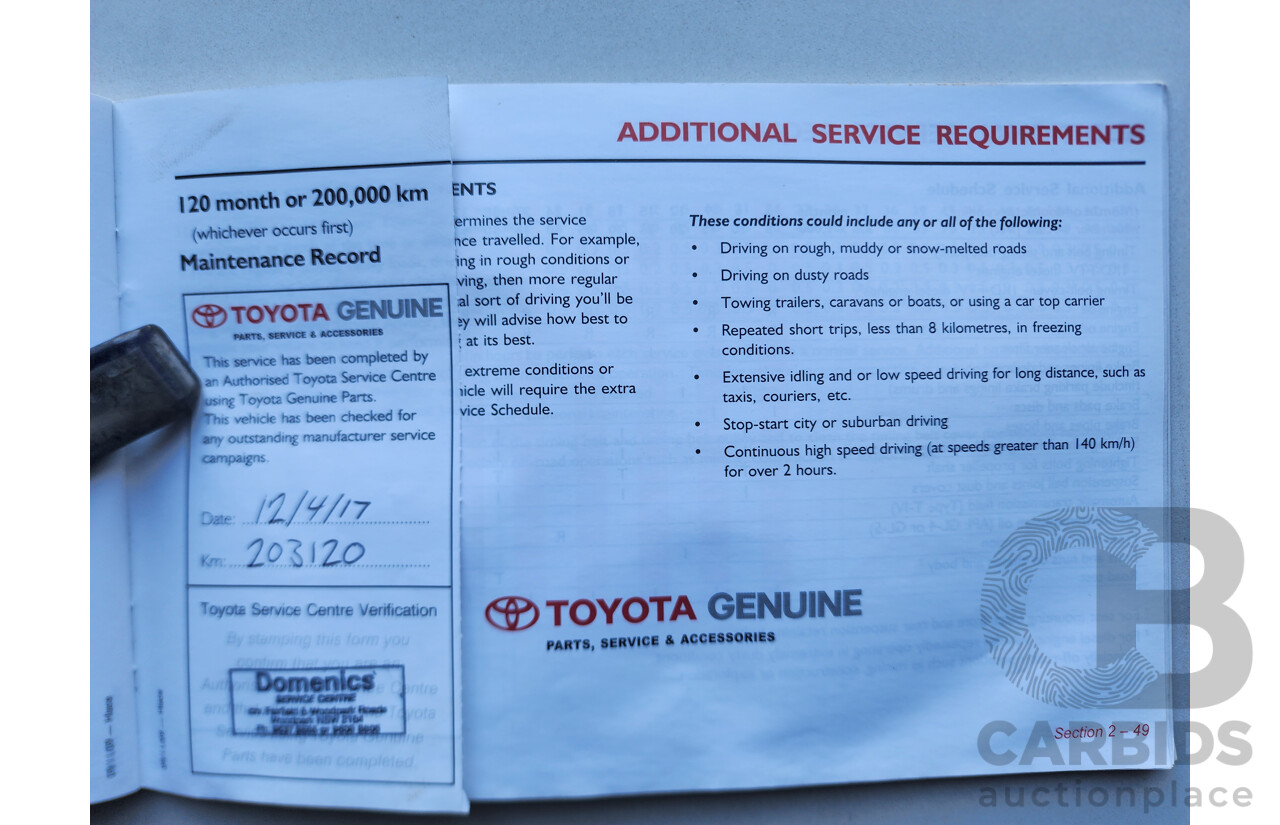 120 month or 200,000 km
(whichever occurs first)
Maintenance Record
TOYOTA GENUINE
PARTS, SERVICE & ACCESSORIES
This service has been completed by
an Authorised Toyota Service Centre
using Toyota Genuine Parts.
This vehicle has been checked for
any outstanding manufacturer service
campaigns.
Date: 12/4/17
Km: 203120
Toyota Service Centre Verification
By stamping this form you
Domenics
SERVICE CENTRE
Parts have been completed.
ADDITIONAL SERVICE REQUIREMENTS
ENTS
ermines the service
nce travelled. For example,
ing in rough conditions or
ving, then more regular
al sort of driving you'll be
ey will advise how best to
at its best.
extreme conditions or
hicle will require the extra
vice Schedule.
These conditions could include any or all of the following:
• Driving on rough, muddy or snow-melted roads
• Driving on dusty roads
• Towing trailers, caravans or boats, or using a car top carrier
• Repeated short trips, less than 8 kilometres, in freezing
conditions.
• Extensive idling and or low speed driving for long distance, such as
taxis, couriers, etc.
• Stop-start city or suburban driving
• Continuous high speed driving (at speeds greater than 140 km/h)
for over 2 hours.
TOYOTA GENUINE
PARTS, SERVICE & ACCESSORIES
Section 2 – 49
CB
CARBIDS
auctionplace